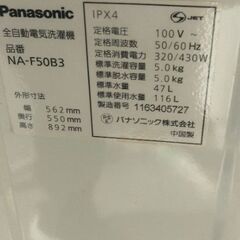 Panasonic
全自動電気洗濯機
品番
NA-F50B3
外形寸法
幅) 562mm
奥行) 550mm
高さ) 892mm
IPX4
JET
定格電圧 100V~
定格周波数 50/60Hz
定格消費電力 320/430W
標準洗濯容量 5.0kg
標準脱水容量 5.0kg
標準水量 47L
標準使用水量 116L
製造番号 1163405727
パナソニック株式会社
中国製